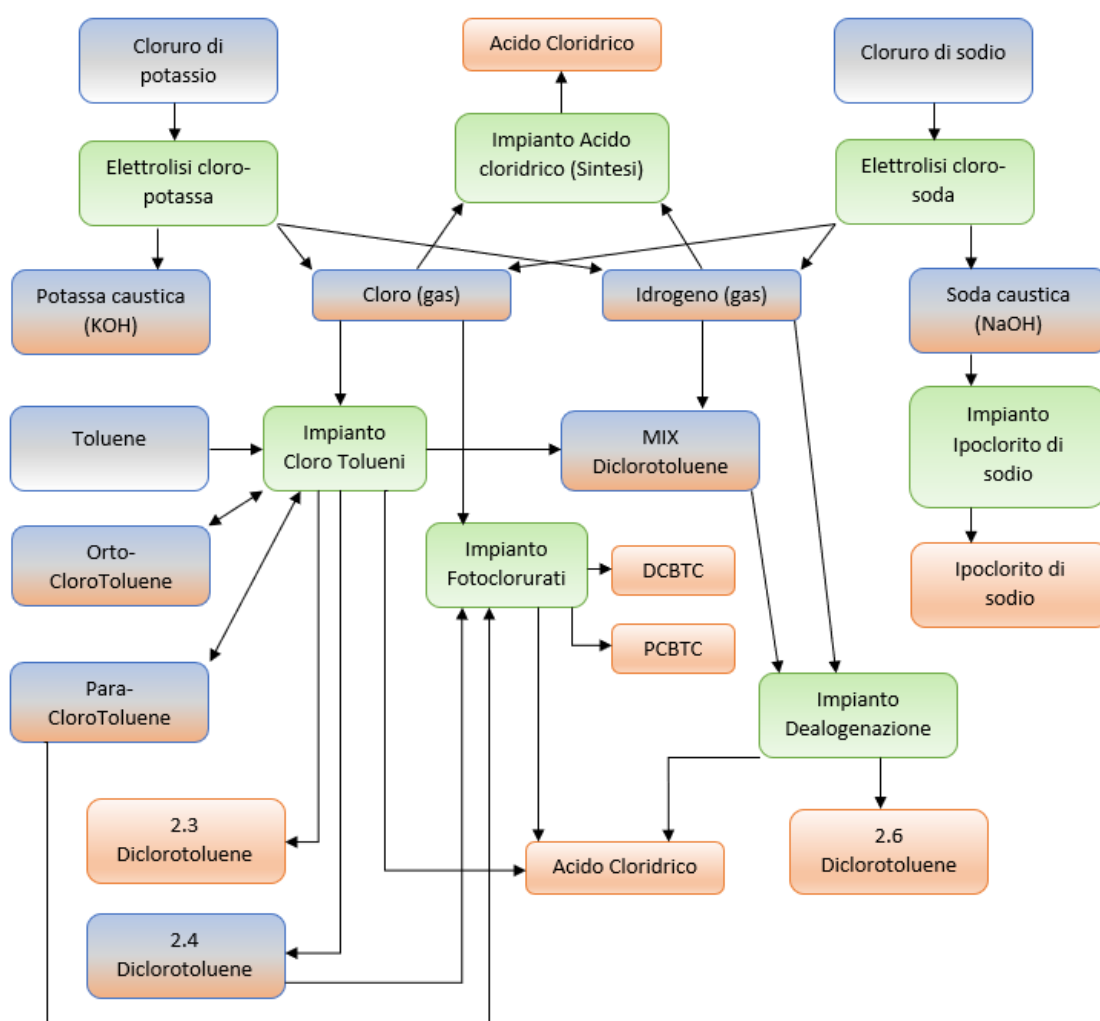 Cloruro di
potassio
Acido Cloridrico
Cloruro di sodio
Elettrolisi cloro-
potassa
Impianto Acido
cloridrico (Sintesi)
Elettrolisi cloro-
soda
Potassa caustica
(KOH)
Cloro (gas)
Idrogeno (gas)
Soda caustica
(NaOH)
Toluene
Impianto
Cloro Tolueni
MIX
Diclorotoluene
Impianto
Ipoclorito di
sodio
Orto-
CloroToluene
Impianto
Fotoclorurati
DCBTC
Ipoclorito di
sodio
PCBTC
Para-
CloroToluene
Impianto
Dealogenazione
2.3
Diclorotoluene
Acido Cloridrico
2.6
Diclorotoluene
2.4
Diclorotoluene